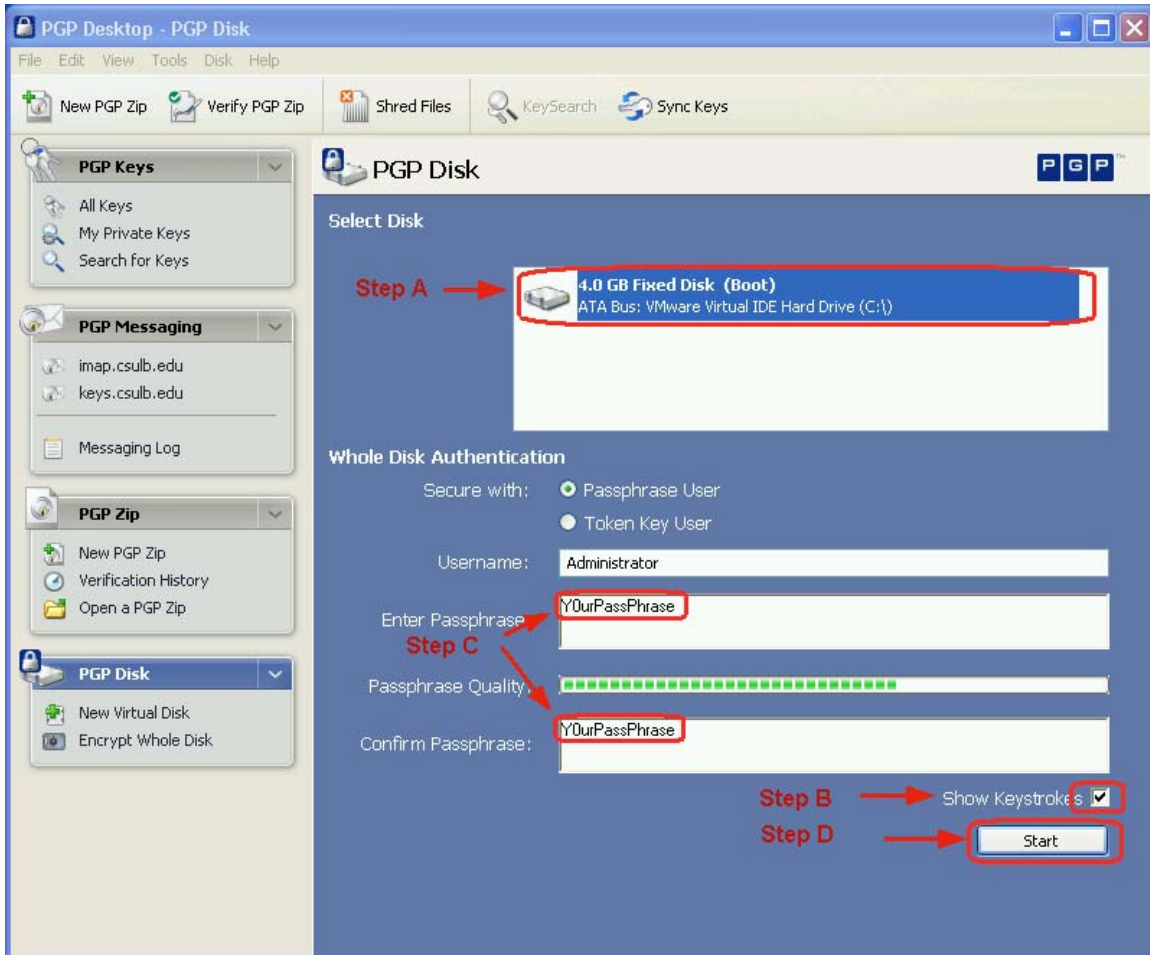 PGP Desktop - PGP Disk
File Edit View Tools Disk Help
New PGP Zip Verify PGP Zip Shred Files KeySearch Sync Keys
PGP Keys
All Keys
My Private Keys
Search for Keys
PGP Messaging
imap.csulb.edu
keys.csulb.edu
Messaging Log
PGP Zip
New PGP Zip
Verification History
Open a PGP Zip
PGP Disk
New Virtual Disk
Encrypt Whole Disk
PGP Disk
PGP™
Select Disk
Step A
4.0 GB Fixed Disk (Boot)
ATA Bus: VMware Virtual IDE Hard Drive (C:\)
Whole Disk Authentication
Secure with: Passphrase User
Token Key User
Username: Administrator
Enter Passphrase: Y0urPassPhrase
Step C
Passphrase Quality:
Confirm Passphrase: Y0urPassPhrase
Step B Show Keystrokes
Step D Start